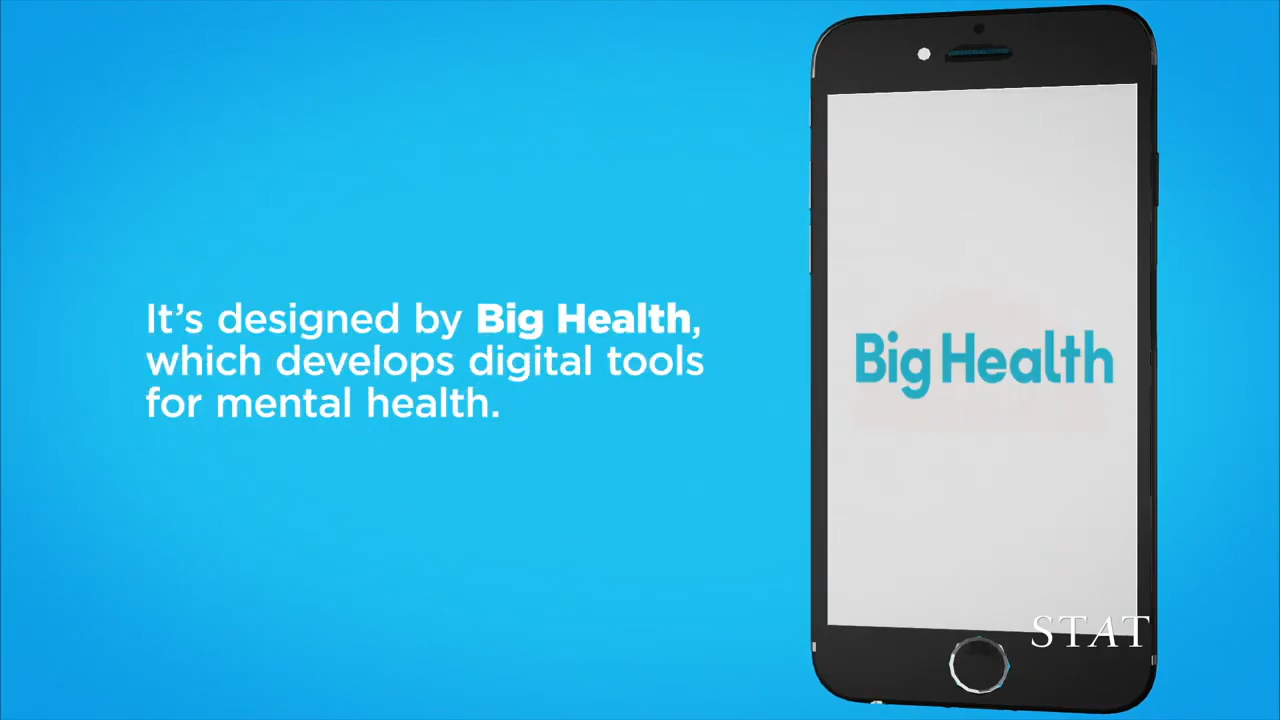 It’s designed by Big Health,
which develops digital tools
for mental health.
Big Health
STAT